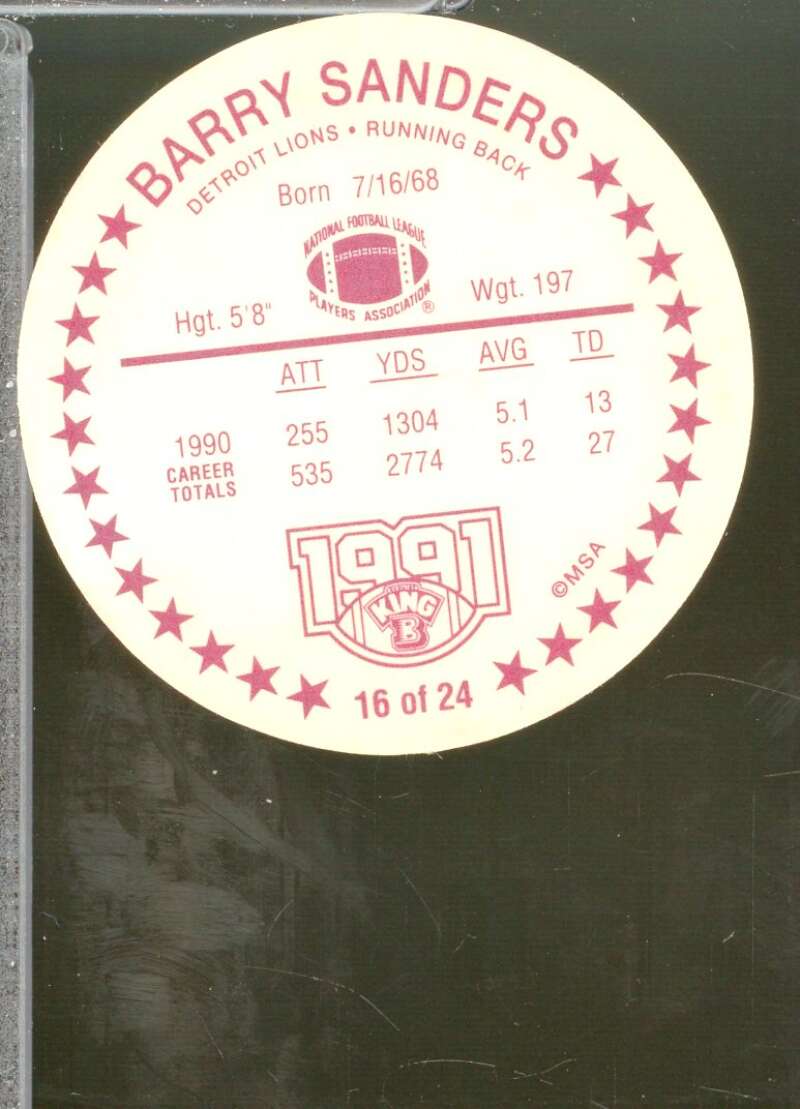 BARRY SANDERS
DETROIT LIONS • RUNNING BACK
Born 7/16/68
NATIONAL FOOTBALL LEAGUE
PLAYERS ASSOCIATION ®
Hgt. 5'8" Wgt. 197
ATT YDS AVG TD
1990 255 1304 5.1 13
CAREER TOTALS 535 2774 5.2 27
1991
KING
B
©MSA
16 of 24